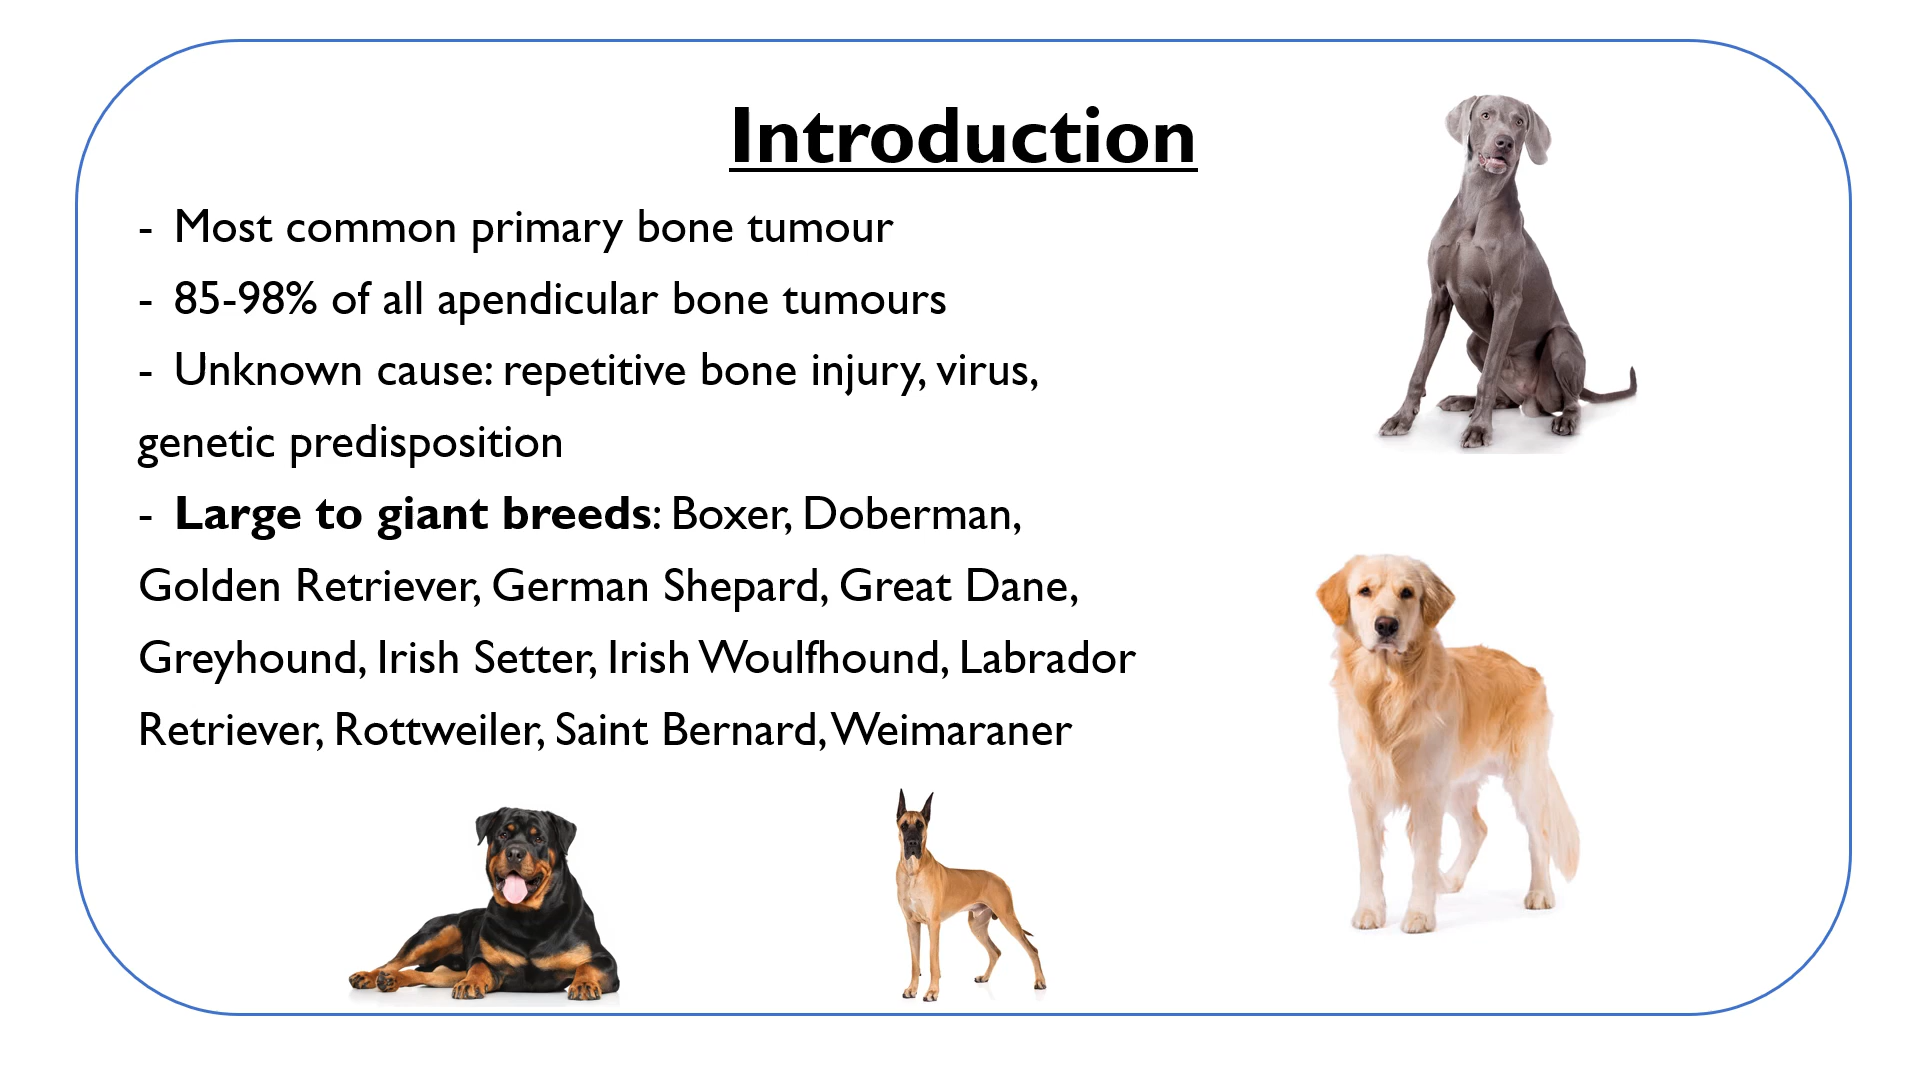 Introduction
- Most common primary bone tumour
- 85-98% of all apendicular bone tumours
- Unknown cause: repetitive bone injury, virus,
genetic predisposition
- Large to giant breeds: Boxer, Doberman,
Golden Retriever, German Shepard, Great Dane,
Greyhound, Irish Setter, Irish Woulfhound, Labrador
Retriever, Rottweiler, Saint Bernard, Weimaraner